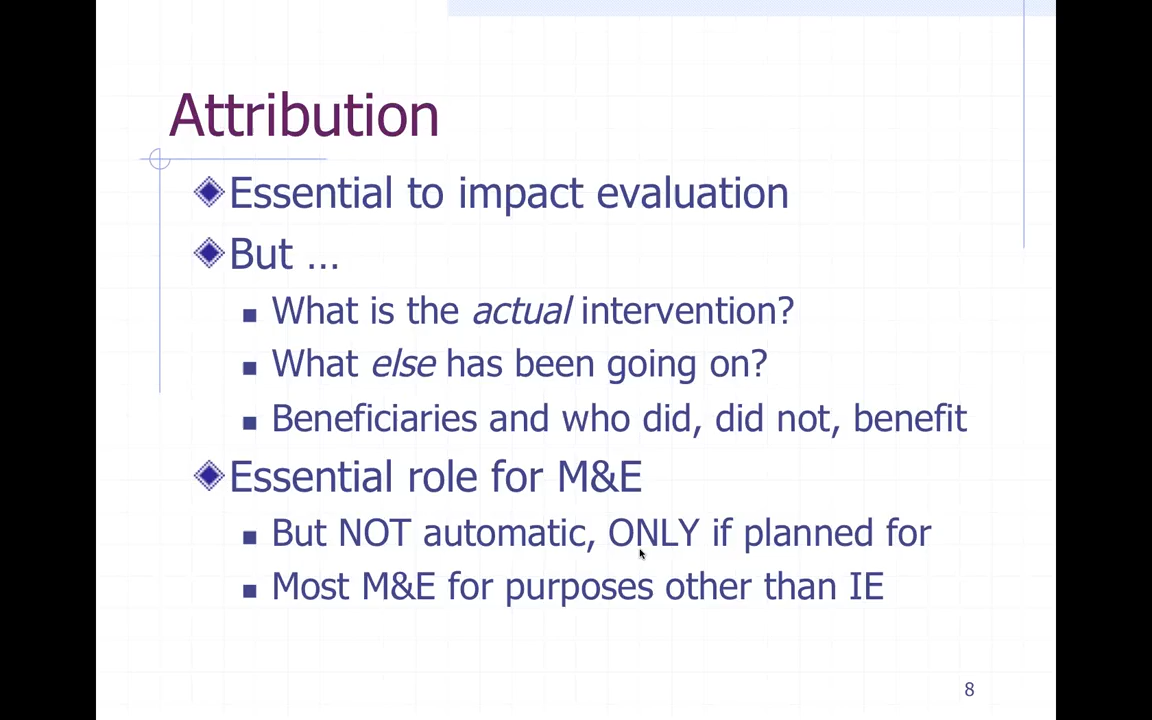 Attribution
Essential to impact evaluation
But ...
What is the actual intervention?
What else has been going on?
Beneficiaries and who did, did not, benefit
Essential role for M&E
But NOT automatic, ONLY if planned for
Most M&E for purposes other than IE
8